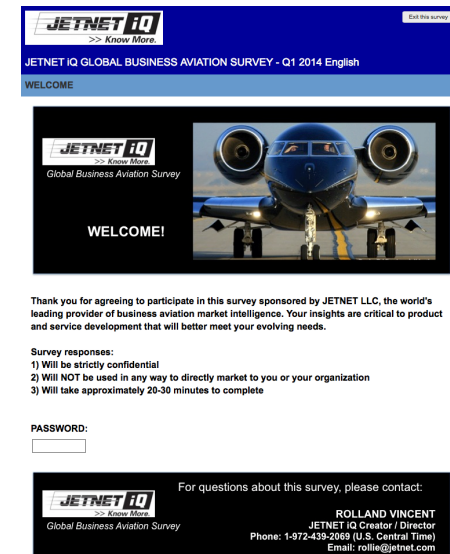 JETNET iQ
>> Know More.
Exit this survey
JETNET iQ GLOBAL BUSINESS AVIATION SURVEY - Q1 2014 English
WELCOME
JETNET iQ
>> Know More.
Global Business Aviation Survey
WELCOME!
Thank you for agreeing to participate in this survey sponsored by JETNET LLC, the world's
leading provider of business aviation market intelligence. Your insights are critical to product
and service development that will better meet your evolving needs.
Survey responses:
1) Will be strictly confidential
2) Will NOT be used in any way to directly market to you or your organization
3) Will take approximately 20-30 minutes to complete
PASSWORD:
For questions about this survey, please contact:
JETNET iQ
>> Know More.
Global Business Aviation Survey
ROLLAND VINCENT
JETNET iQ Creator / Director
Phone: 1-972-439-2069 (U.S. Central Time)
Email: rollie@jetnet.com